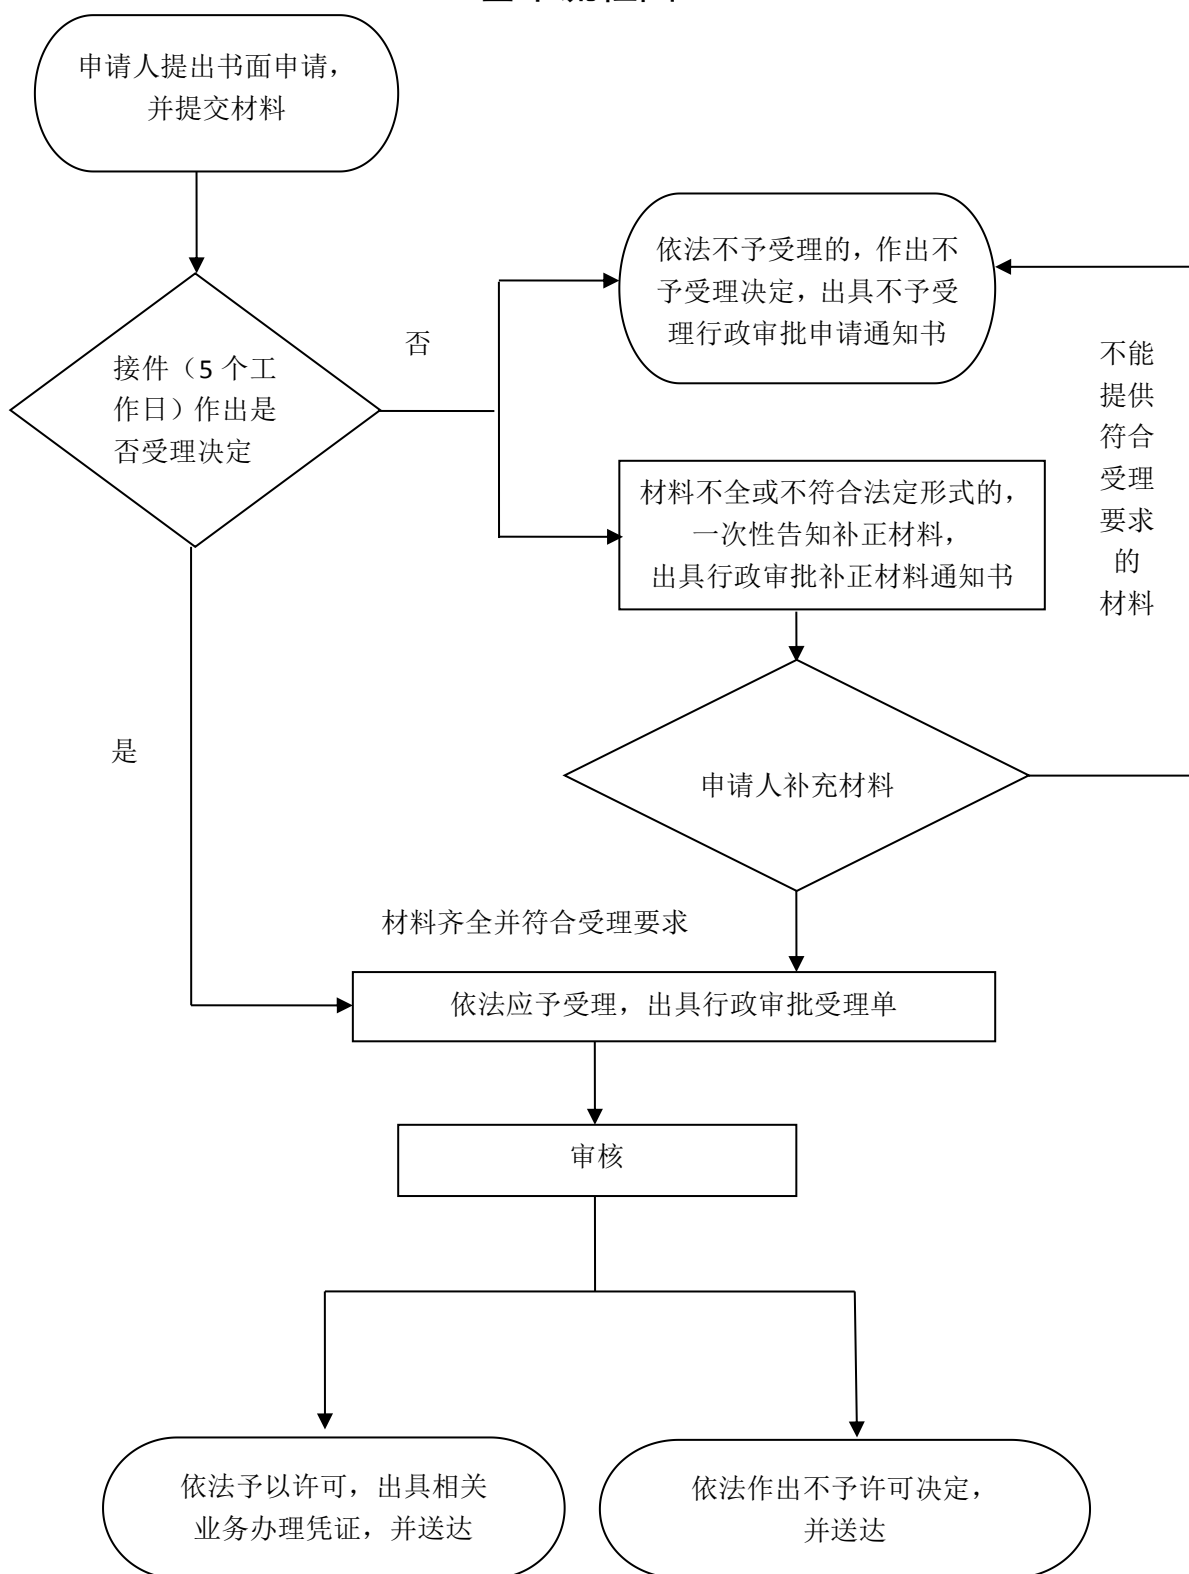 申请人提出书面申请，
并提交材料
依法不予受理的，作出不
予受理决定，出具不予受
理行政审批申请通知书
否
接件（5 个工
作日）作出是
否受理决定
不能
提供
符合
受理
要求
的
材料
材料不全或不符合法定形式的，
一次性告知补正材料，
出具行政审批补正材料通知书
是
申请人补充材料
材料齐全并符合受理要求
依法应予受理，出具行政审批受理单
审核
依法予以许可，出具相关
业务办理凭证，并送达
依法作出不予许可决定，
并送达